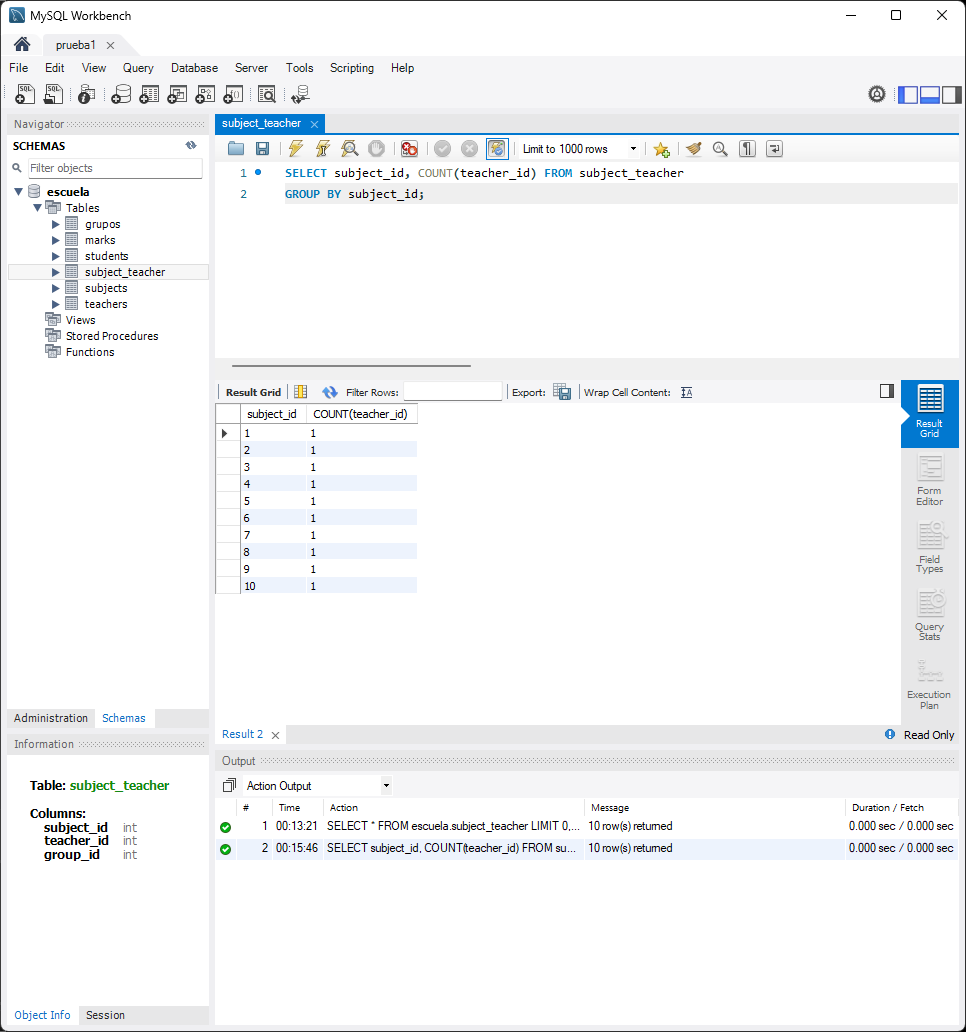 MySQL Workbench
prueba1
File Edit View Query Database Server Tools Scripting Help
Navigator
SCHEMAS
Filter objects
escuela
Tables
grupos
marks
students
subject_teacher
subjects
teachers
Views
Stored Procedures
Functions
Administration Schemas
Information
Table: subject_teacher
Columns:
subject_id int
teacher_id int
group_id int
Object Info Session
subject_teacher
Limit to 1000 rows
1 SELECT subject_id, COUNT(teacher_id) FROM subject_teacher
2 GROUP BY subject_id;
Result Grid Filter Rows: Export: Wrap Cell Content:
subject_id COUNT(teacher_id)
1 1
2 1
3 1
4 1
5 1
6 1
7 1
8 1
9 1
10 1
Result
Grid
Form
Editor
Field
Types
Query
Stats
Execution
Plan
Result 2 Read Only
Output
Action Output
# Time Action Message Duration / Fetch
1 00:13:21 SELECT * FROM escuela.subject_teacher LIMIT 0,... 10 row(s) returned 0.000 sec / 0.000 sec
2 00:15:46 SELECT subject_id, COUNT(teacher_id) FROM su... 10 row(s) returned 0.000 sec / 0.000 sec